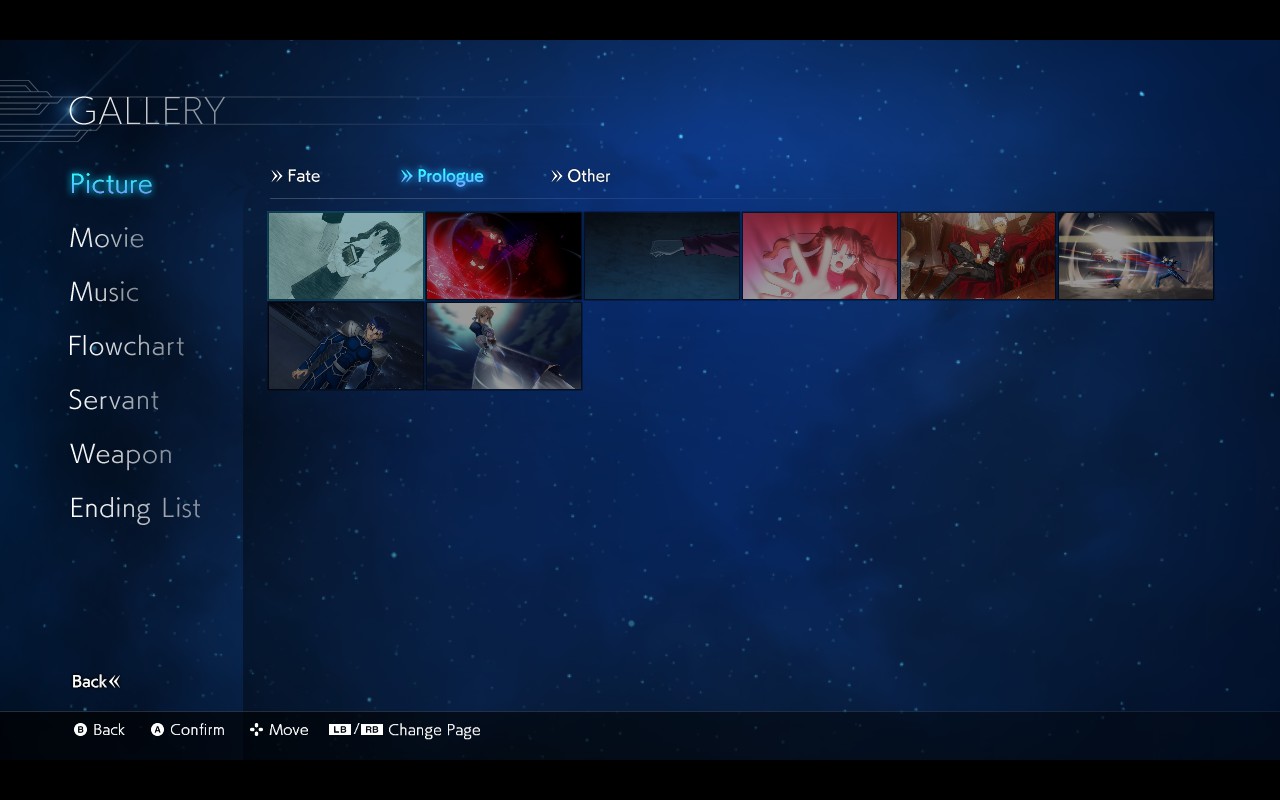 GALLERY
Picture
Movie
Music
Flowchart
Servant
Weapon
Ending List
» Fate
» Prologue
» Other
Back«
B Back A Confirm Move LB / RB Change Page